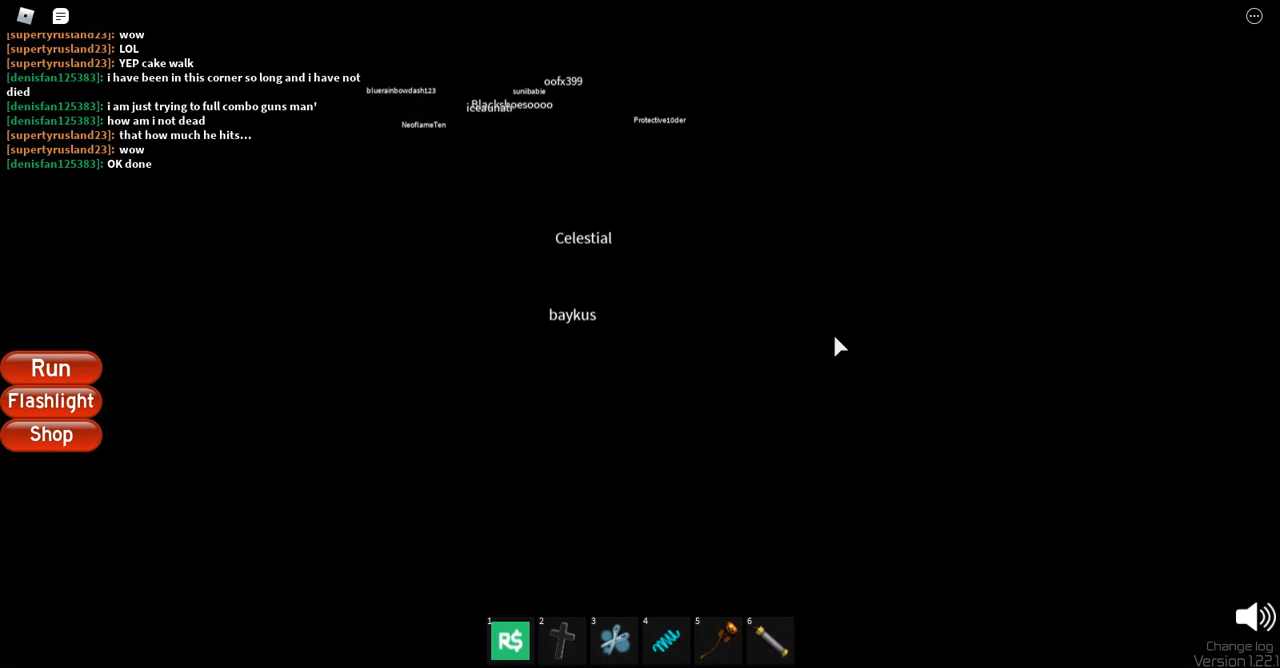 [supertyrusland23]: wow
[supertyrusland23]: LOL
[supertyrusland23]: YEP cake walk
[denisfan125383]: i have been in this corner so long and i have not
died
[denisfan125383]: i am just trying to full combo guns man'
[denisfan125383]: how am i not dead
[supertyrusland23]: that how much he hits...
[supertyrusland23]: wow
[denisfan125383]: OK done
oofx399
bluerainbowdash123
suniibabie
Blackshoesoooo
NeoflameTen
Protective10der
Celestial
baykus
Run
Flashlight
Shop
1
R$
2
3
4
5
6
Change log
Version 1.22.1